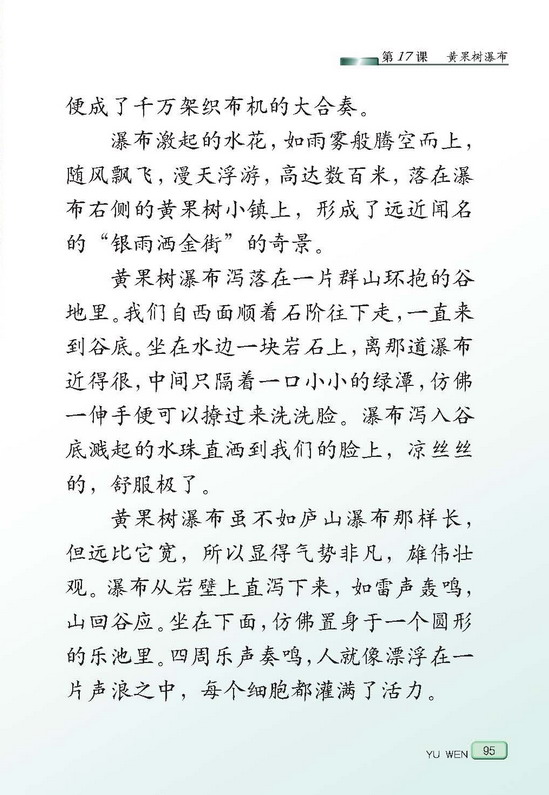 第17课 黄果树瀑布
便成了千万架织布机的大合奏。
瀑布激起的水花，如雨雾般腾空而上，
随风飘飞，漫天浮游，高达数百米，落在瀑
布右侧的黄果树小镇上，形成了远近闻名
的“银雨洒金街”的奇景。
黄果树瀑布泻落在一片群山环抱的谷
地里。我们自西面顺着石阶往下走，一直来
到谷底。坐在水边一块岩石上，离那道瀑布
近得很，中间只隔着一口小小的绿潭，仿佛
一伸手便可以撩过来洗洗脸。瀑布泻入谷
底溅起的水珠直洒到我们的脸上，凉丝丝
的，舒服极了。
黄果树瀑布虽不如庐山瀑布那样长，
但远比它宽，所以显得气势非凡，雄伟壮
观。瀑布从岩壁上直泻下来，如雷声轰鸣，
山回谷应。坐在下面，仿佛置身于一个圆形
的乐池里。四周乐声奏鸣，人就像漂浮在一
片声浪之中，每个细胞都灌满了活力。
YU WEN 95